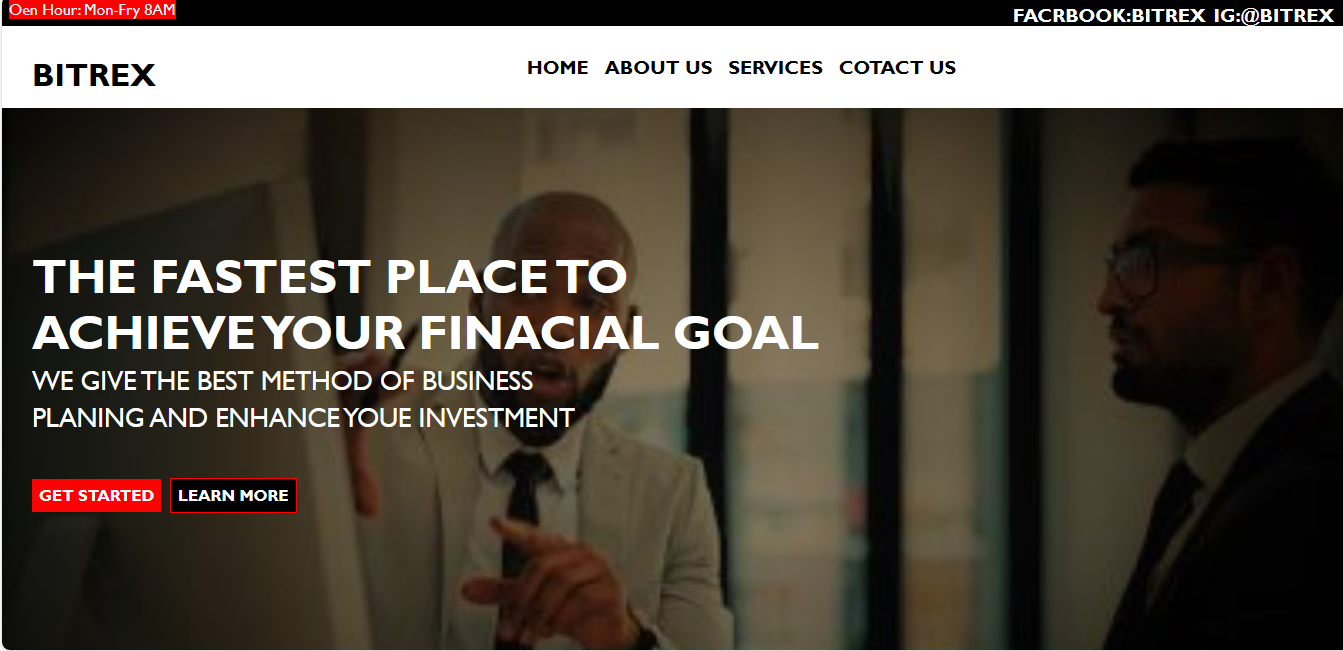 Oen Hour: Mon-Fry 8AM
FACRBOOK:BITREX IG:@BITREX
BITREX
HOME ABOUT US SERVICES COTACT US
THE FASTEST PLACE TO
ACHIEVE YOUR FINACIAL GOAL
WE GIVE THE BEST METHOD OF BUSINESS
PLANING AND ENHANCE YOUE INVESTMENT
GET STARTED LEARN MORE